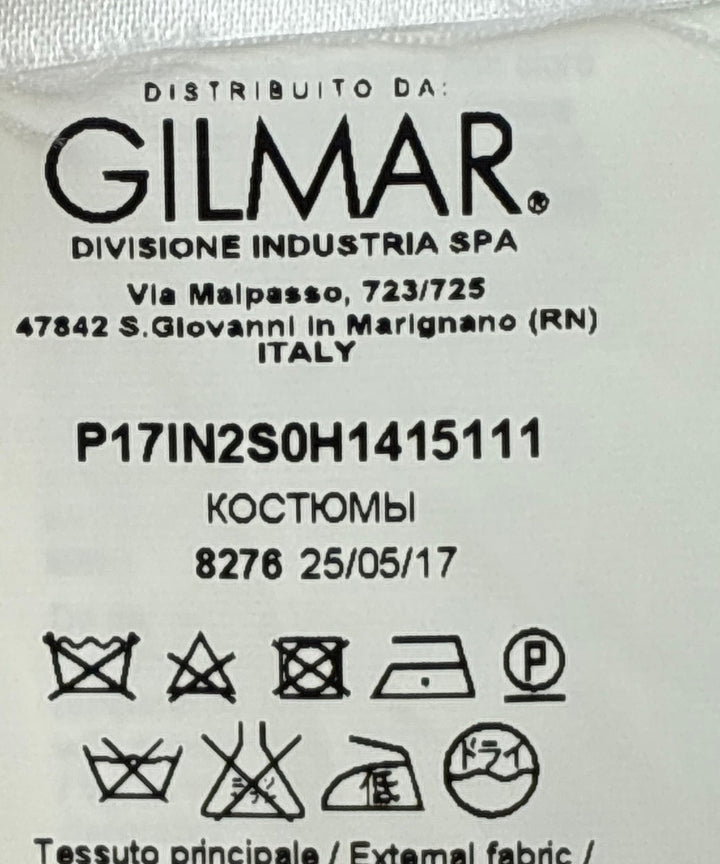 DISTRIBUITO DA:
GILMAR®
DIVISIONE INDUSTRIA SPA
Via Malpasso, 723/725
47842 S.Giovanni in Marignano (RN)
ITALY
P17IN2S0H1415111
КОСТЮМЫ
8276 25/05/17
P
低 ドライ
Tessuto principale / External fabric /